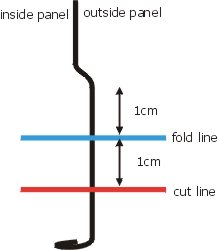 inside panel outside panel
1cm
fold line
1cm
cut line